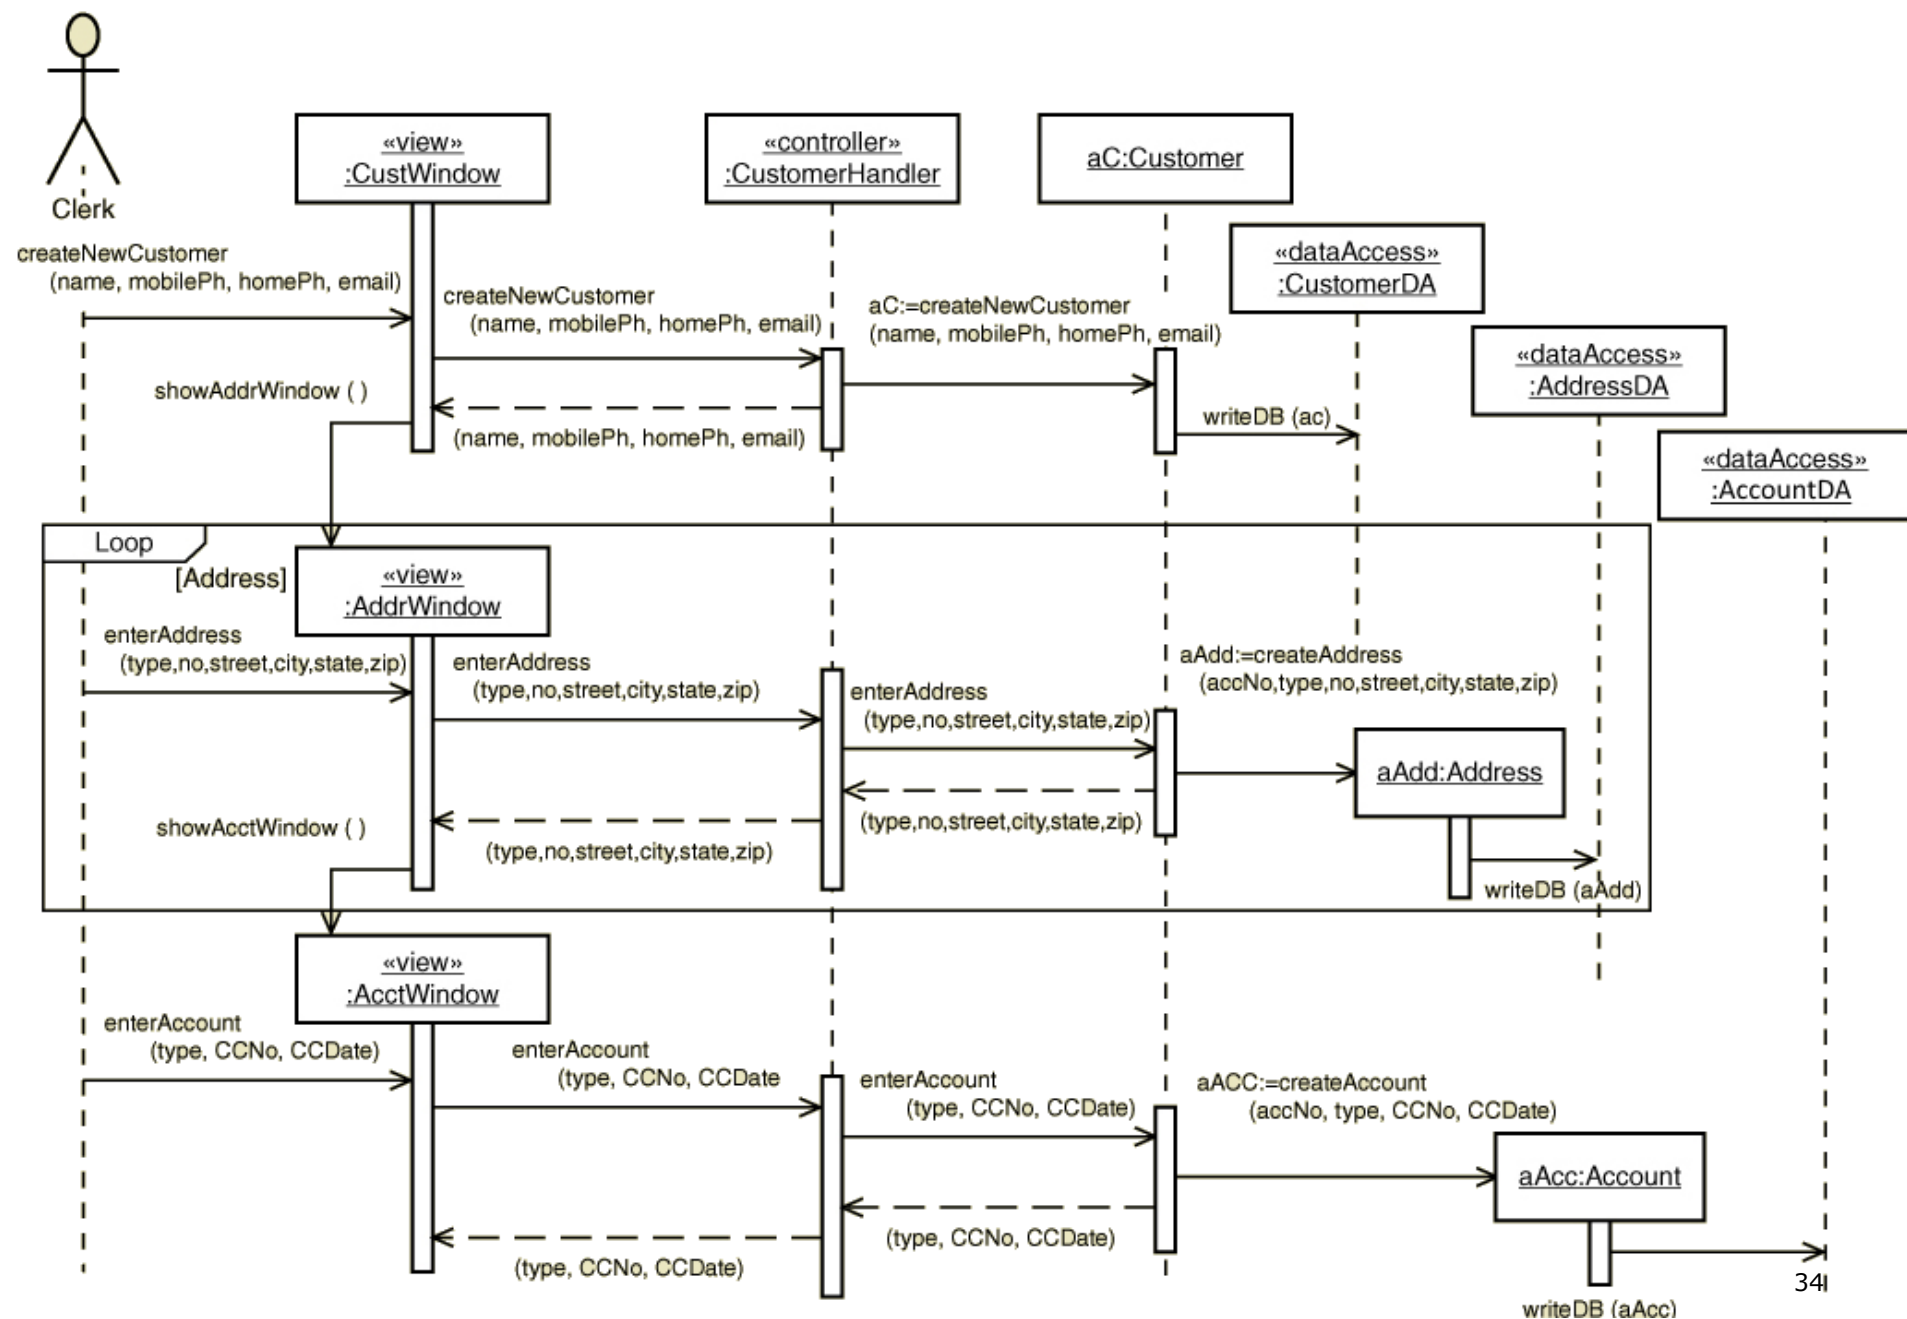 «view»
:CustWindow
«controller»
:CustomerHandler
aC:Customer
Clerk
«dataAccess»
:CustomerDA
createNewCustomer
(name, mobilePh, homePh, email)
createNewCustomer
(name, mobilePh, homePh, email)
aC:=createNewCustomer
(name, mobilePh, homePh, email)
«dataAccess»
:AddressDA
showAddrWindow ( )
(name, mobilePh, homePh, email)
writeDB (ac)
«dataAccess»
:AccountDA
Loop
[Address]
«view»
:AddrWindow
enterAddress
(type,no,street,city,state,zip)
enterAddress
(type,no,street,city,state,zip)
enterAddress
(type,no,street,city,state,zip)
aAdd:=createAddress
(accNo,type,no,street,city,state,zip)
aAdd:Address
showAcctWindow ( )
(type,no,street,city,state,zip)
(type,no,street,city,state,zip)
writeDB (aAdd)
«view»
:AcctWindow
enterAccount
(type, CCNo, CCDate)
enterAccount
(type, CCNo, CCDate
enterAccount
(type, CCNo, CCDate)
aACC:=createAccount
(accNo, type, CCNo, CCDate)
aAcc:Account
(type, CCNo, CCDate)
(type, CCNo, CCDate)
34
writeDB (aAcc)